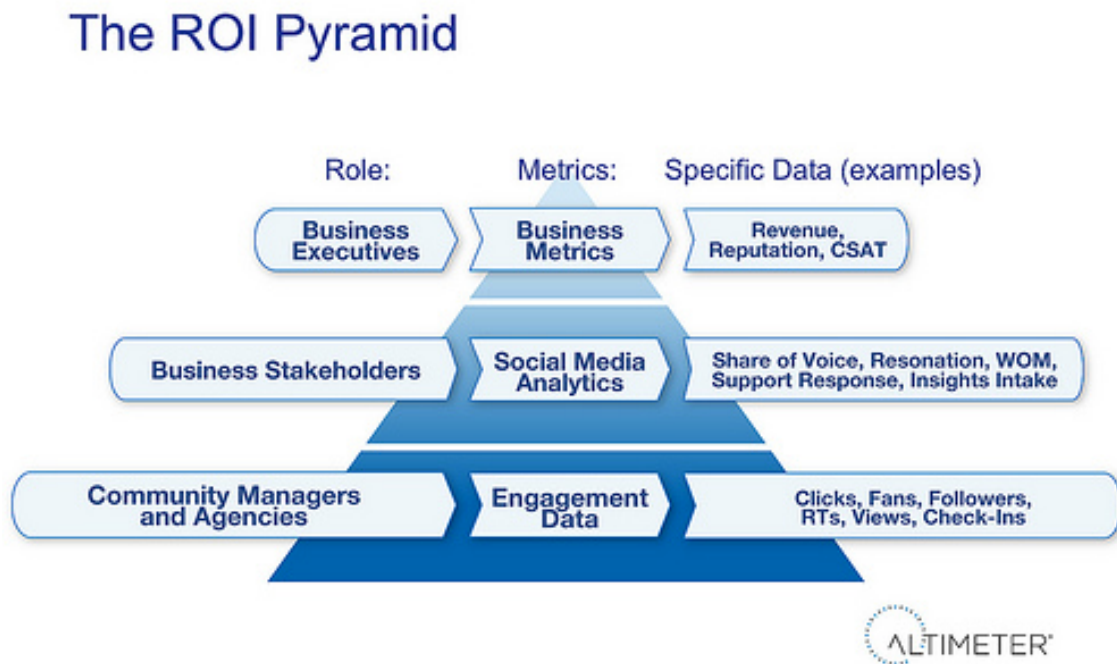 The ROI Pyramid
Role:
Metrics:
Specific Data (examples)
Business
Executives
Business
Metrics
Revenue,
Reputation, CSAT
Business Stakeholders
Social Media
Analytics
Share of Voice, Resonation, WOM,
Support Response, Insights Intake
Community Managers
and Agencies
Engagement
Data
Clicks, Fans, Followers,
RTs, Views, Check-Ins
ALTIMETER®